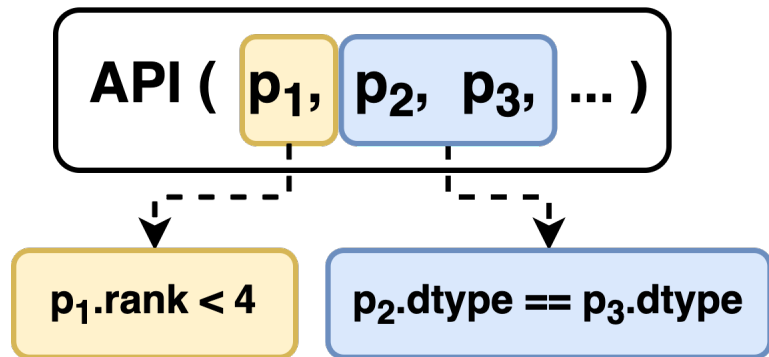 API ( p₁, p₂, p₃, ... )
p₁.rank < 4
p₂.dtype == p₃.dtype